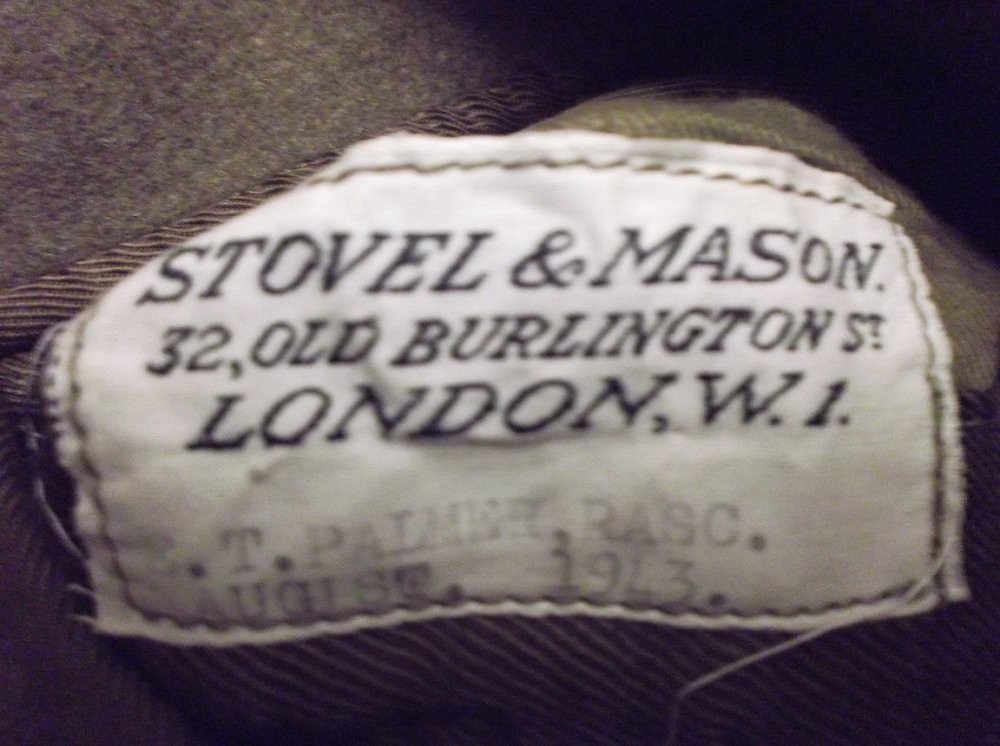 STOVEL & MASON.
32, OLD BURLINGTON ST.
LONDON, W. 1.
T. PALMER, RASC.
1943.